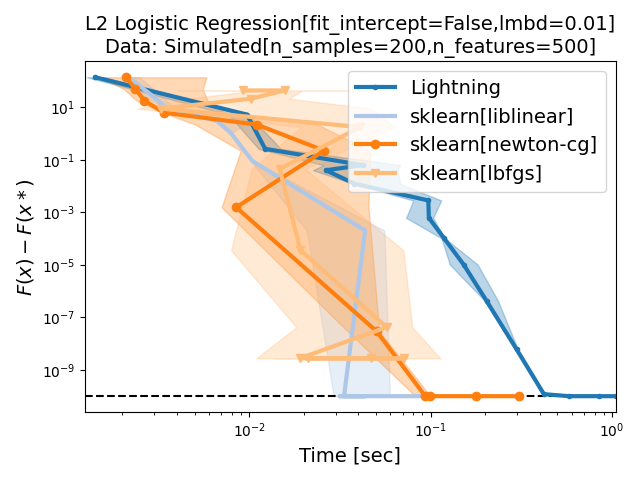 L2 Logistic Regression[fit_intercept=False,lmbd=0.01]
Data: Simulated[n_samples=200,n_features=500]
Lightning
sklearn[liblinear]
sklearn[newton-cg]
sklearn[lbfgs]
F(x) − F(x*)
10¹
10⁻¹
10⁻³
10⁻⁵
10⁻⁷
10⁻⁹
10⁻²
10⁻¹
10⁰
Time [sec]